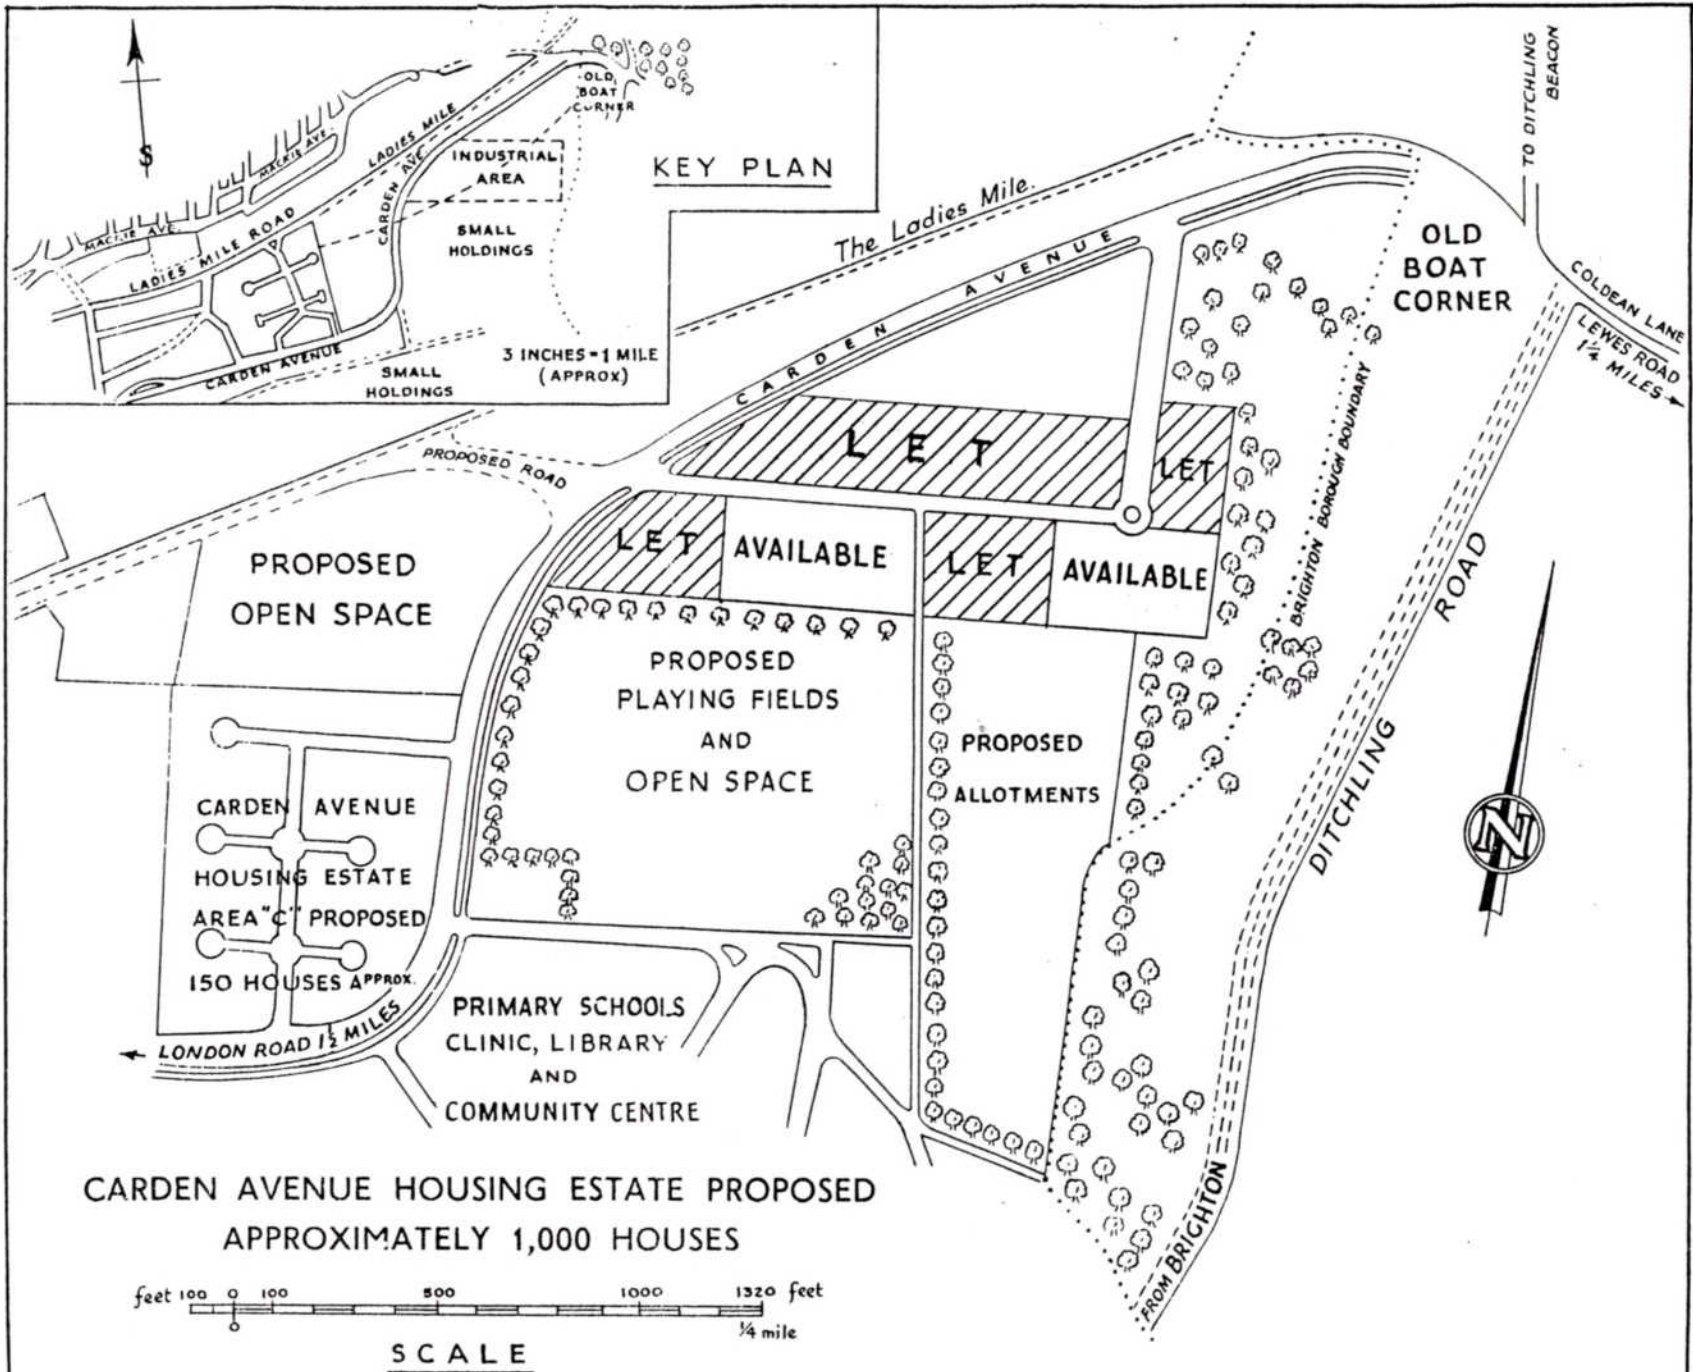 S
OLD
BOAT
CORNER
MACKIE AVE.
LADIES MILE
INDUSTRIAL
AREA
CARDEN AVE.
KEY PLAN
SMALL
HOLDINGS
MACKIE AVE.
LADIES MILE ROAD
3 INCHES = 1 MILE
(APPROX)
CARDEN AVENUE
SMALL
HOLDINGS
TO DITCHLING
BEACON
The Ladies Mile.
CARDEN AVENUE
OLD
BOAT
CORNER
COLDEAN LANE
LEWES ROAD
1¼ MILES
PROPOSED ROAD
LET
LET
BRIGHTON BOROUGH BOUNDARY
LET
AVAILABLE
LET
AVAILABLE
PROPOSED
OPEN SPACE
DITCHLING ROAD
PROPOSED
PLAYING FIELDS
AND
OPEN SPACE
PROPOSED
ALLOTMENTS
N
CARDEN AVENUE
HOUSING ESTATE
AREA "C" PROPOSED
150 HOUSES APPROX.
LONDON ROAD 1½ MILES
PRIMARY SCHOOLS
CLINIC, LIBRARY
AND
COMMUNITY CENTRE
FROM BRIGHTON
CARDEN AVENUE HOUSING ESTATE PROPOSED
APPROXIMATELY 1,000 HOUSES
feet 100 0 100 500 1000 1320 feet
0 ¼ mile
SCALE